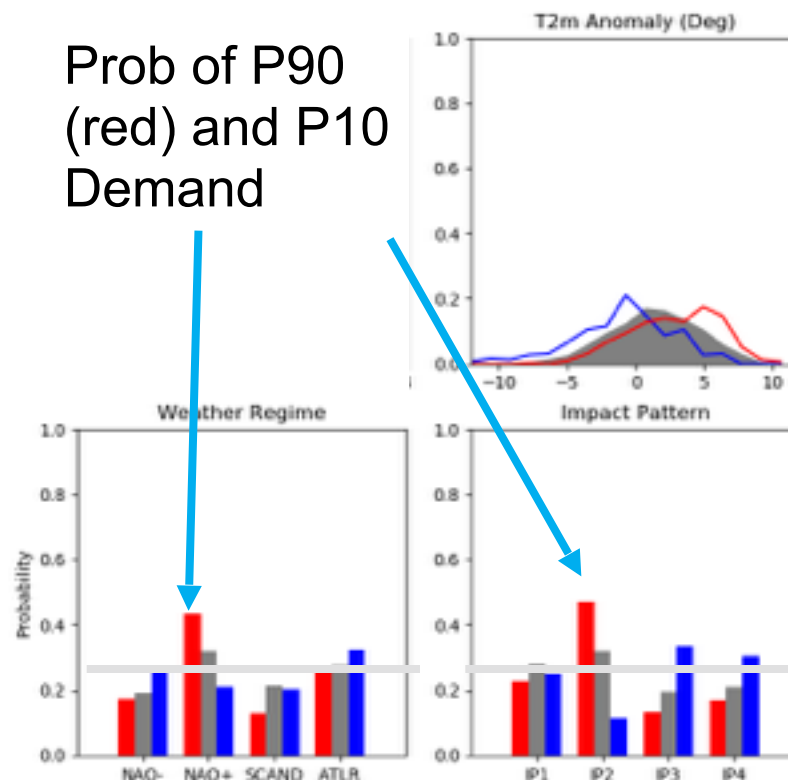 Prob of P90
(red) and P10
Demand
T2m Anomaly (Deg)
1.0
0.8
0.6
0.4
0.2
0.0
−10 −5 0 5 10
Weather Regime
1.0
0.8
0.6
0.4
0.2
0.0
Probability
NAO- NAO+ SCAND ATLR
Impact Pattern
1.0
0.8
0.6
0.4
0.2
0.0
IP1 IP2 IP3 IP4